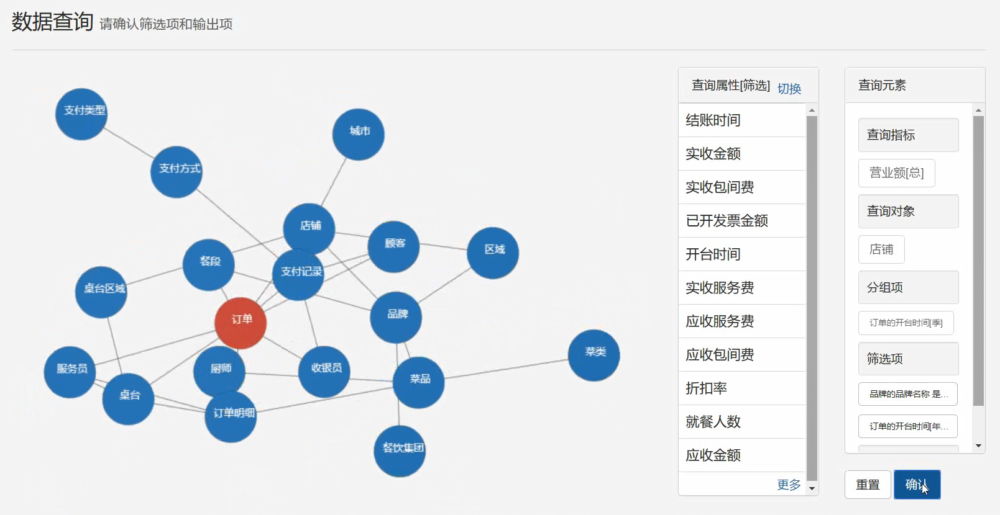 数据查询 请确认筛选项和输出项
支付类型
城市
支付方式
店铺
顾客
区域
餐段
支付记录
桌台区域
品牌
订单
菜类
服务员
厨师
收银员
菜品
桌台
订单明细
餐饮集团
查询属性[筛选] 切换
结账时间
实收金额
实收包间费
已开发票金额
开台时间
实收服务费
应收服务费
应收包间费
折扣率
就餐人数
应收金额
更多
查询元素
查询指标
营业额[总]
查询对象
店铺
分组项
订单的开台时间[季]
筛选项
品牌的品牌名称 是...
订单的开台时间[年...
重置 确认